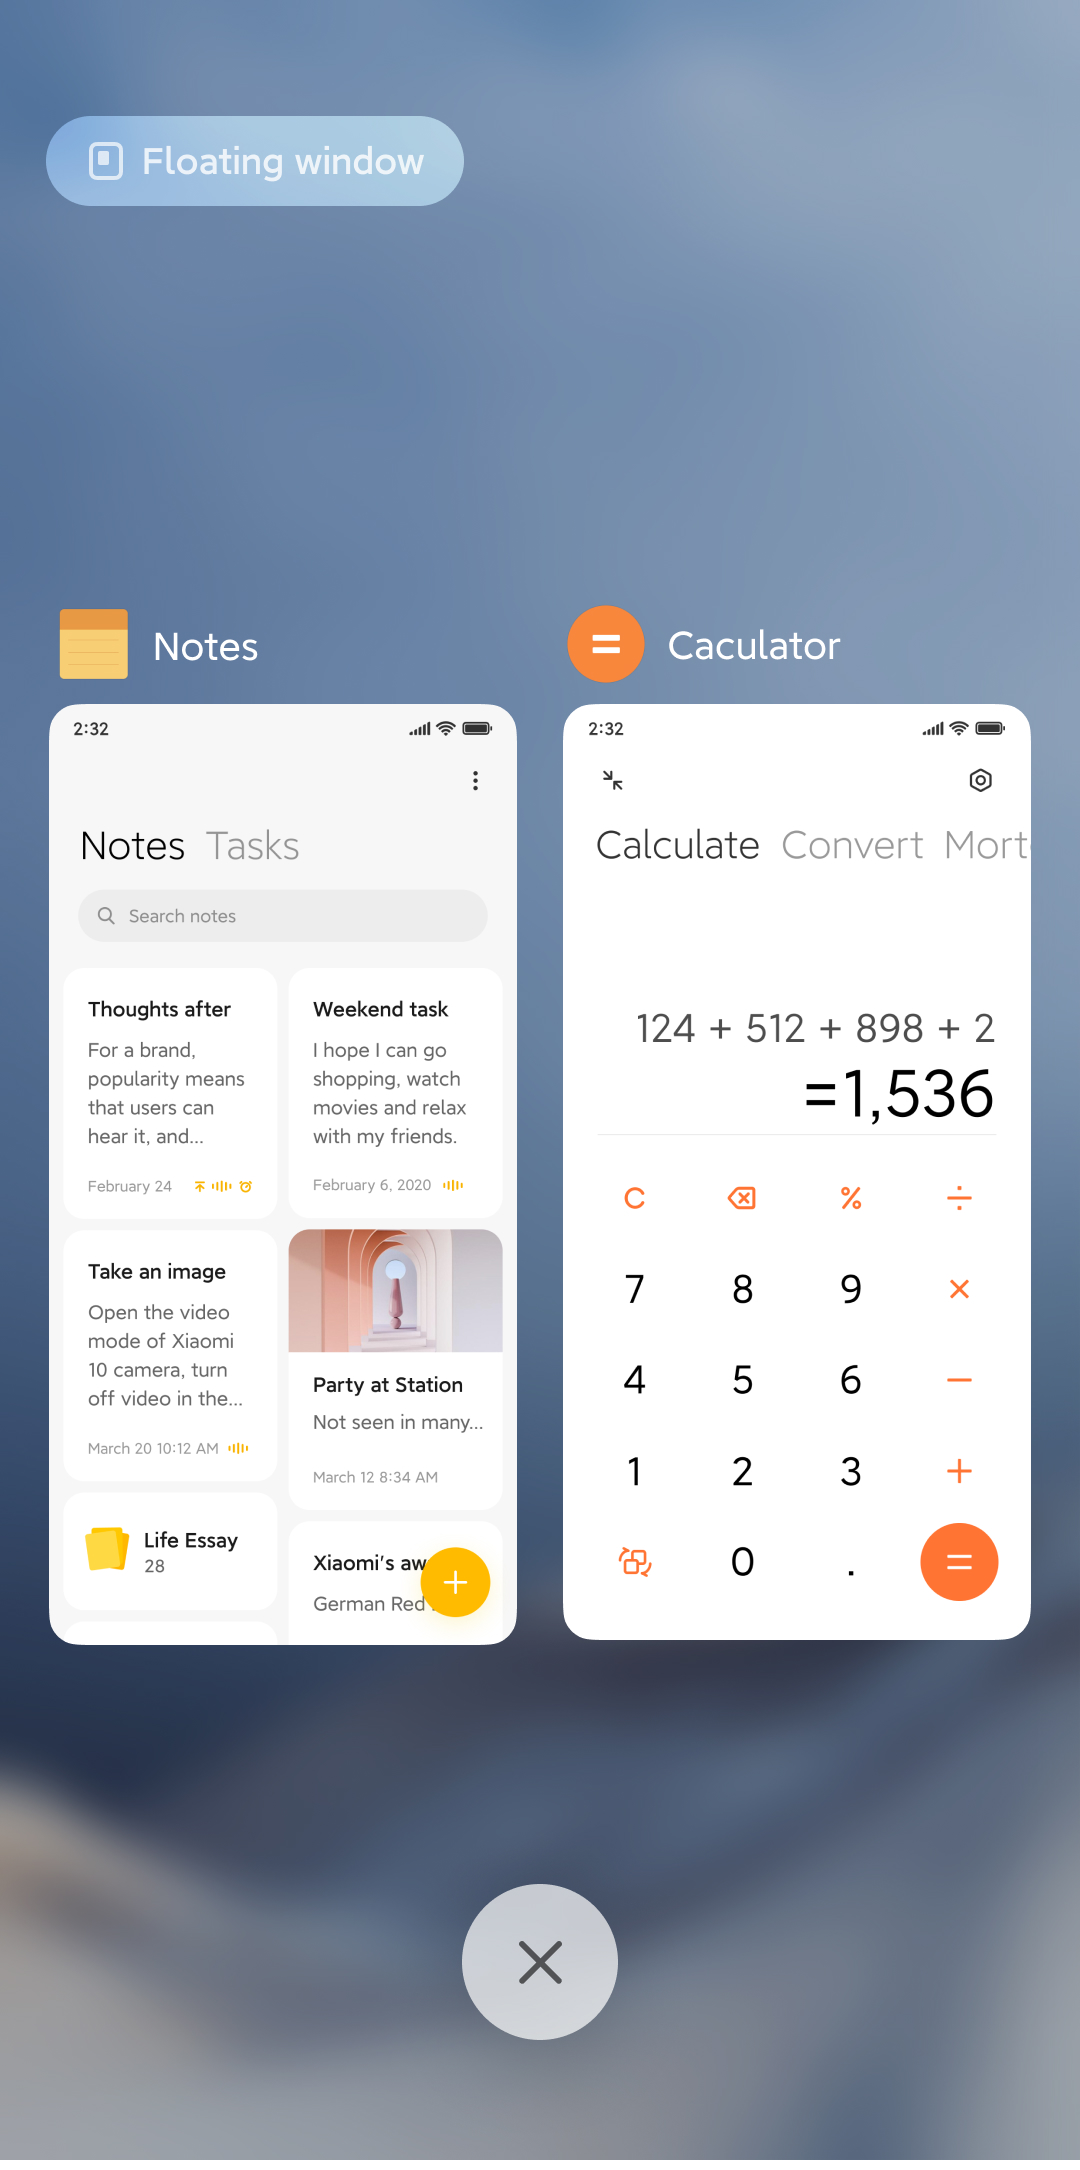 Floating window
Notes
2:32
Notes Tasks
Search notes
Thoughts after
For a brand,
popularity means
that users can
hear it, and...
February 24
Weekend task
I hope I can go
shopping, watch
movies and relax
with my friends.
February 6, 2020
Take an image
Open the video
mode of Xiaomi
10 camera, turn
off video in the...
March 20 10:12 AM
Party at Station
Not seen in many...
March 12 8:34 AM
Life Essay
28
Xiaomi's aw
German Red
Caculator
2:32
Calculate Convert Mort
124 + 512 + 898 + 2
=1,536
C % ÷
7 8 9 ×
4 5 6 −
1 2 3 +
0 . =